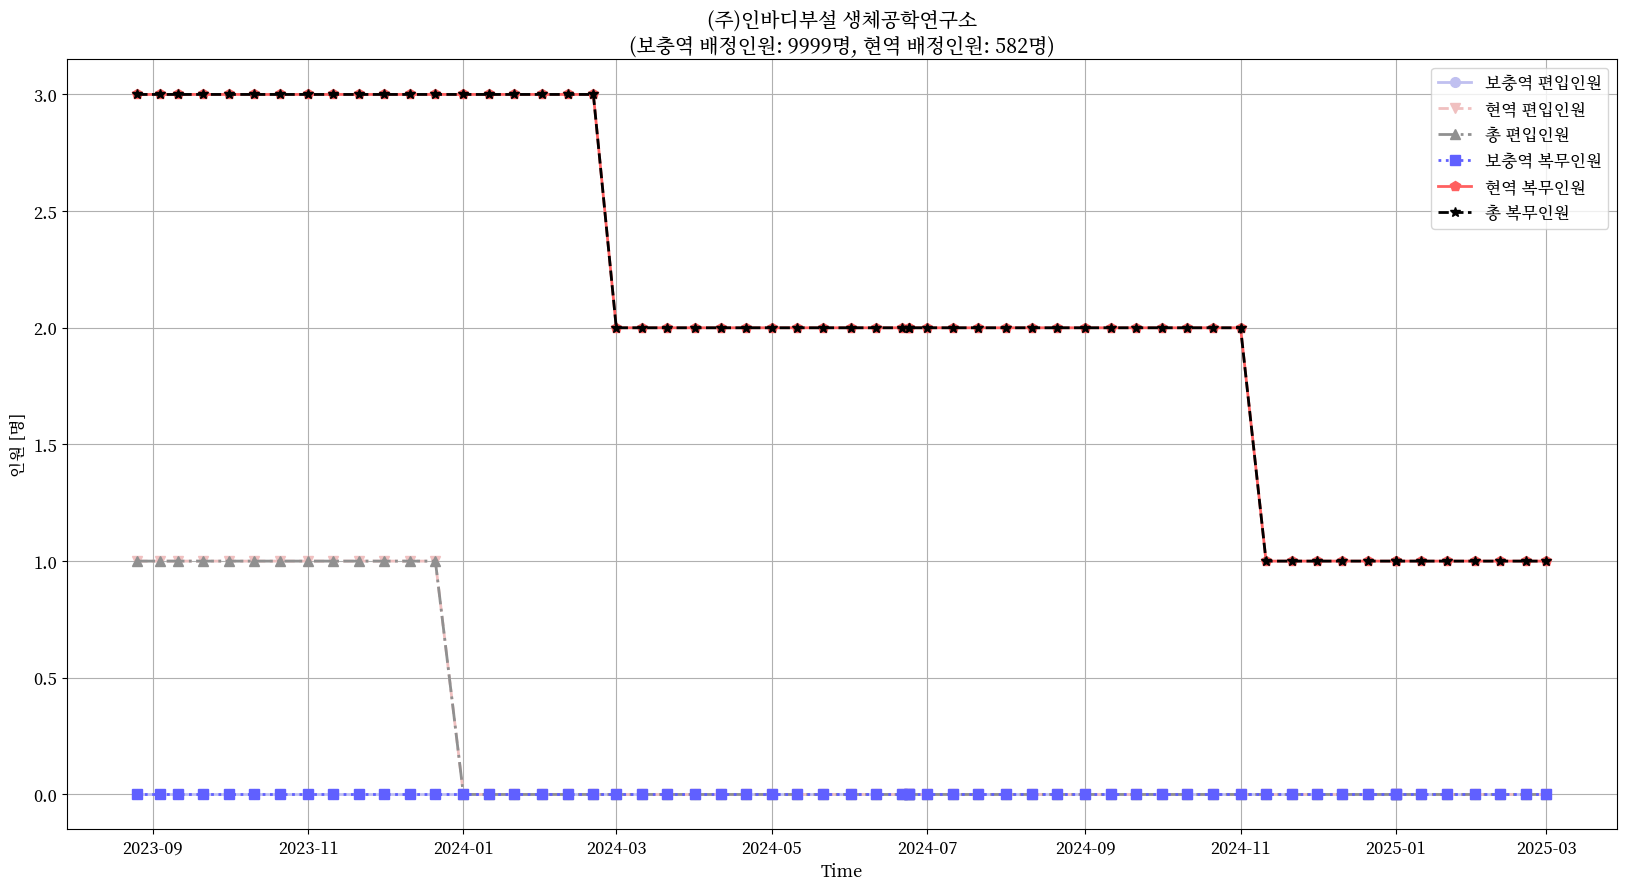 (주)인바디부설 생체공학연구소
(보충역 배정인원: 9999명, 현역 배정인원: 582명)
보충역 편입인원
현역 편입인원
총 편입인원
보충역 복무인원
현역 복무인원
총 복무인원
인원 [명]
3.0
2.5
2.0
1.5
1.0
0.5
0.0
2023-09 2023-11 2024-01 2024-03 2024-05 2024-07 2024-09 2024-11 2025-01 2025-03
Time